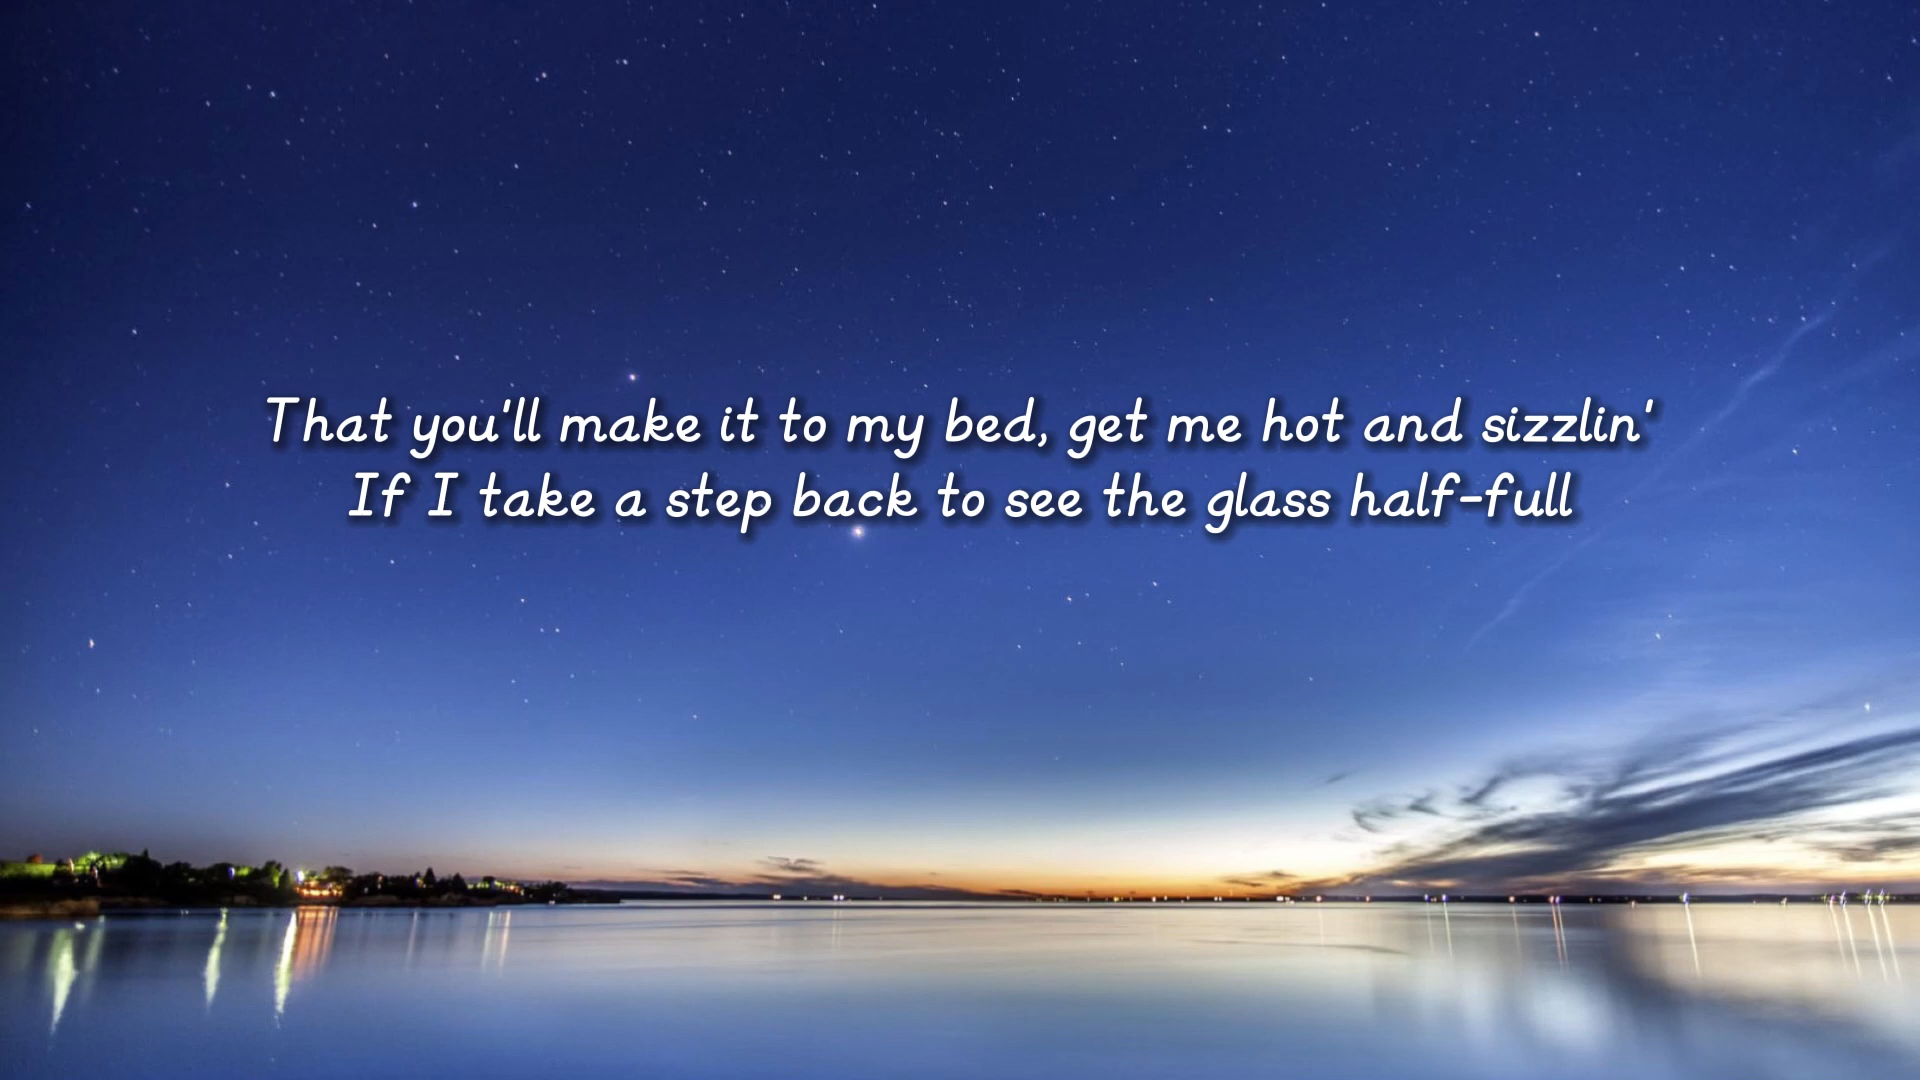 That you'll make it to my bed, get me hot and sizzlin'
If I take a step back to see the glass half-full